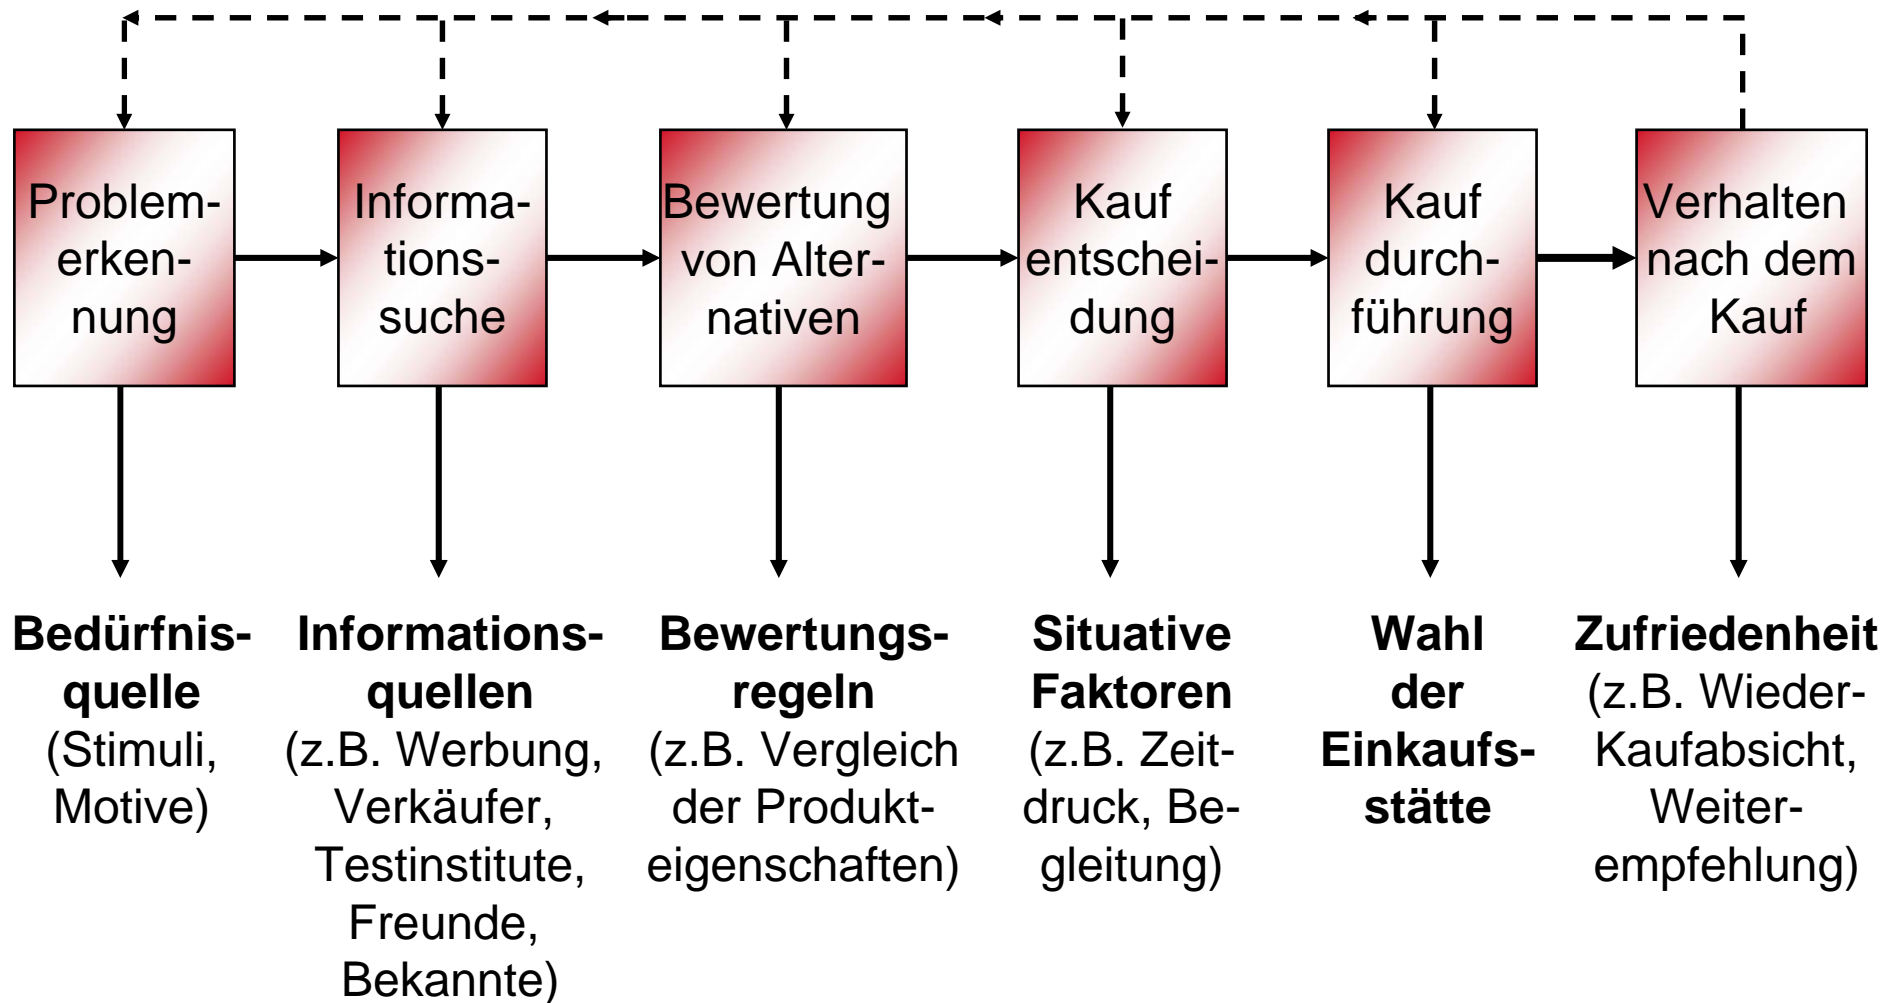 Problem-
erken-
nung
Informa-
tions-
suche
Bewertung
von Alter-
nativen
Kauf
entschei-
dung
Kauf
durch-
führung
Verhalten
nach dem
Kauf
Bedürfnis-
quelle
(Stimuli,
Motive)
Informations-
quellen
(z.B. Werbung,
Verkäufer,
Testinstitute,
Freunde,
Bekannte)
Bewertungs-
regeln
(z.B. Vergleich
der Produkt-
eigenschaften)
Situative
Faktoren
(z.B. Zeit-
druck, Be-
gleitung)
Wahl
der
Einkaufs-
stätte
Zufriedenheit
(z.B. Wieder-
Kaufabsicht,
Weiter-
empfehlung)